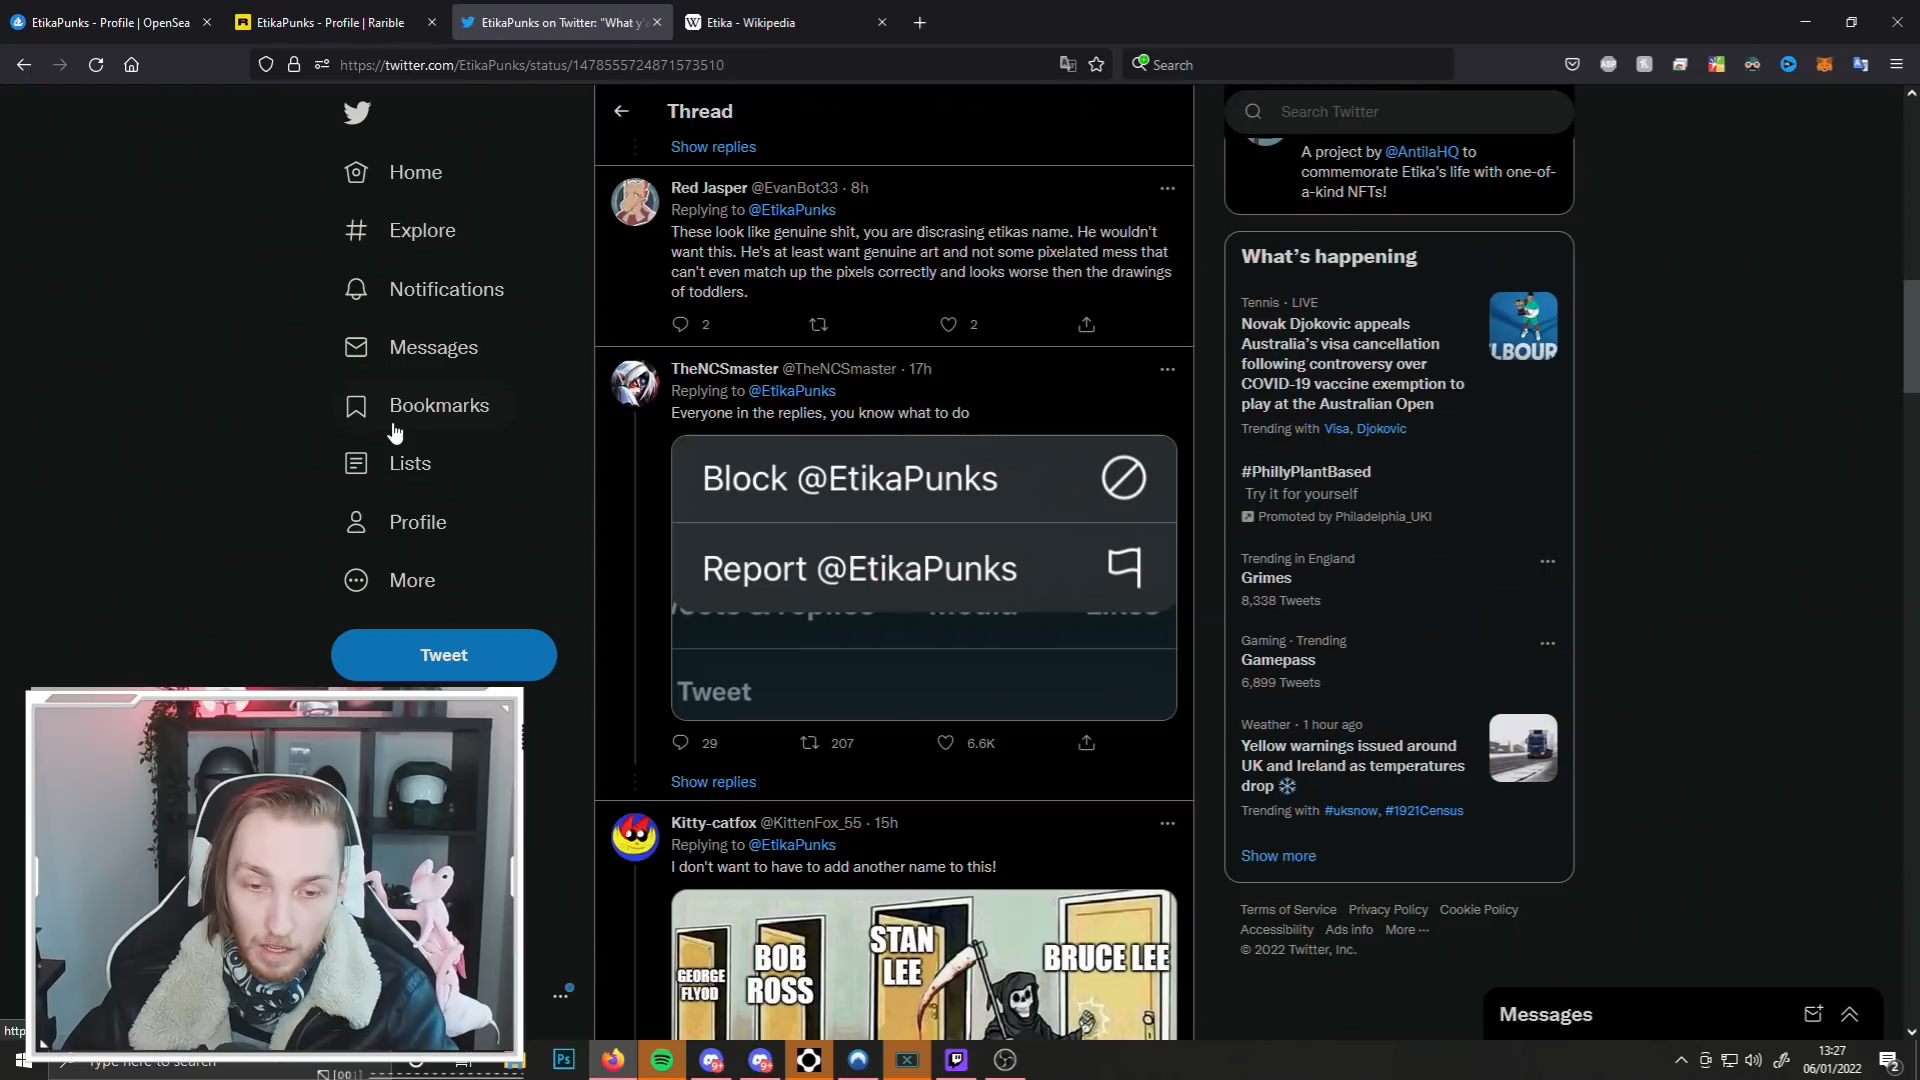 EtikaPunks - Profile | OpenSea
EtikaPunks - Profile | Rarible
EtikaPunks on Twitter: "What y'
Etika - Wikipedia
https://twitter.com/EtikaPunks/status/1478555724871573510
Search
Home
Explore
Notifications
Messages
Bookmarks
Lists
Profile
More
Tweet
Thread
Show replies
Red Jasper @EvanBot33 · 8h
Replying to @EtikaPunks
These look like genuine shit, you are discrasing etikas name. He wouldn't
want this. He's at least want genuine art and not some pixelated mess that
can't even match up the pixels correctly and looks worse then the drawings
of toddlers.
2
2
TheNCSmaster @TheNCSmaster · 17h
Replying to @EtikaPunks
Everyone in the replies, you know what to do
Block @EtikaPunks
Report @EtikaPunks
Tweet
29
207
6.6K
Show replies
Kitty-catfox @KittenFox_55 · 15h
Replying to @EtikaPunks
I don't want to have to add another name to this!
GEORGE
FLYOD
BOB
ROSS
STAN
LEE
BRUCE LEE
Search Twitter
A project by @AntilaHQ to
commemorate Etika's life with one-of-
a-kind NFTs!
What's happening
Tennis · LIVE
Novak Djokovic appeals
Australia's visa cancellation
following controversy over
COVID-19 vaccine exemption to
play at the Australian Open
Trending with Visa, Djokovic
#PhillyPlantBased
Try it for yourself
Promoted by Philadelphia_UKI
Trending in England
Grimes
8,338 Tweets
Gaming · Trending
Gamepass
6,899 Tweets
Weather · 1 hour ago
Yellow warnings issued around
UK and Ireland as temperatures
drop ❄
Trending with #uksnow, #1921Census
Show more
Terms of Service Privacy Policy Cookie Policy
Accessibility Ads info More ···
© 2022 Twitter, Inc.
Messages
http
Type here to search
Ps
13:27
06/01/2022
2